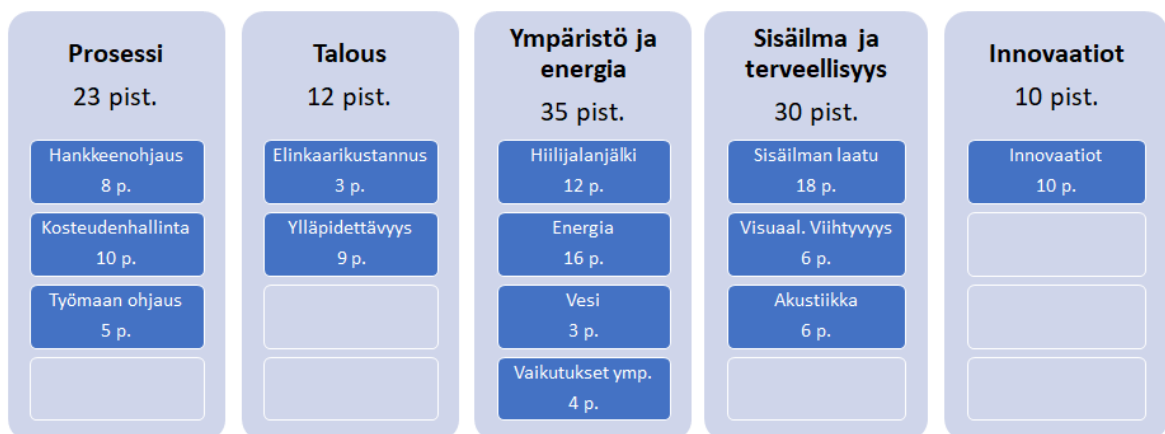 Prosessi
23 pist.
Hankkeenohjaus
8 p.
Kosteudenhallinta
10 p.
Työmaan ohjaus
5 p.
Talous
12 pist.
Elinkaarikustannus
3 p.
Ylläpidettävyys
9 p.
Ympäristö ja
energia
35 pist.
Hiilijalanjälki
12 p.
Energia
16 p.
Vesi
3 p.
Vaikutukset ymp.
4 p.
Sisäilma ja
terveellisyys
30 pist.
Sisäilman laatu
18 p.
Visuaal. Viihtyvyys
6 p.
Akustiikka
6 p.
Innovaatiot
10 pist.
Innovaatiot
10 p.